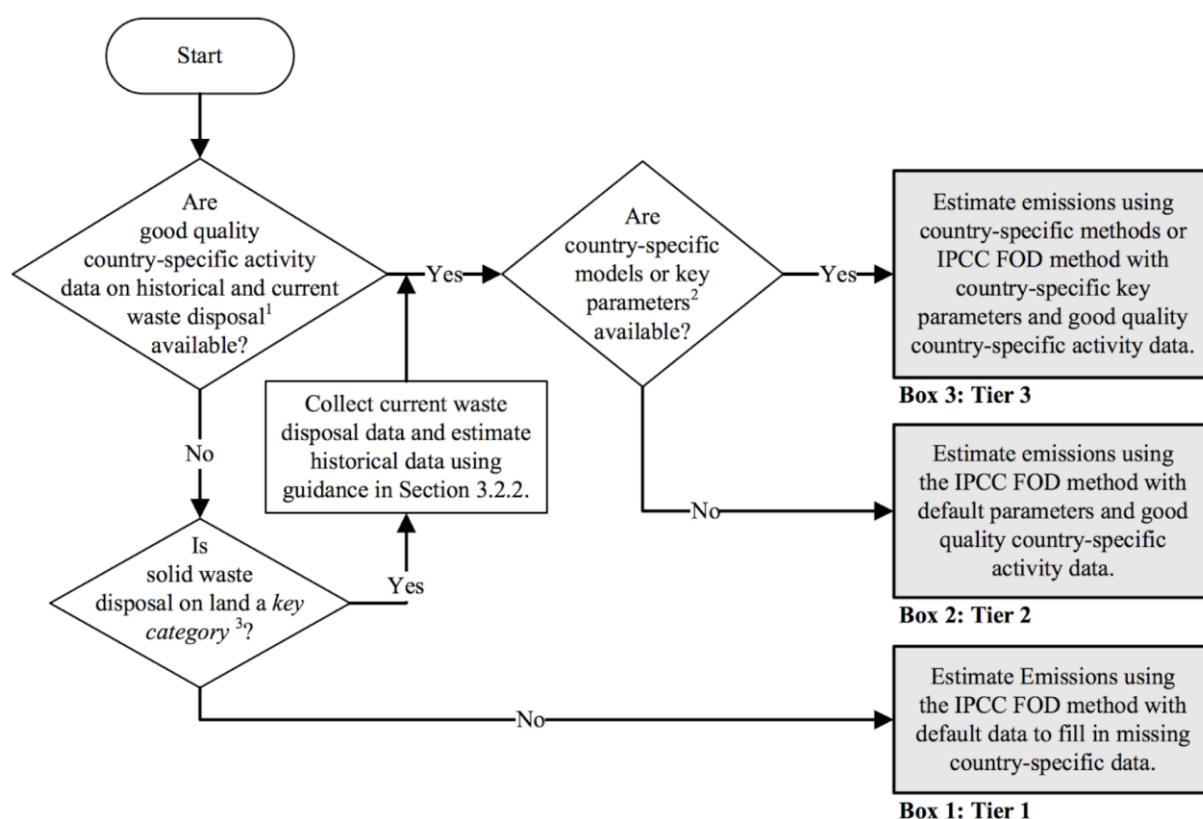 Start
Are
good quality
country-specific activity
data on historical and current
waste disposal¹
available?
Yes
Are
country-specific
models or key
parameters²
available?
Yes
Estimate emissions using
country-specific methods or
IPCC FOD method with
country-specific key
parameters and good quality
country-specific activity data.
Box 3: Tier 3
Collect current waste
disposal data and estimate
historical data using
guidance in Section 3.2.2.
No
No
Estimate emissions using
the IPCC FOD method with
default parameters and good
quality country-specific
activity data.
Box 2: Tier 2
Is
solid waste
disposal on land a key
category ³?
Yes
No
Estimate Emissions using
the IPCC FOD method with
default data to fill in missing
country-specific data.
Box 1: Tier 1